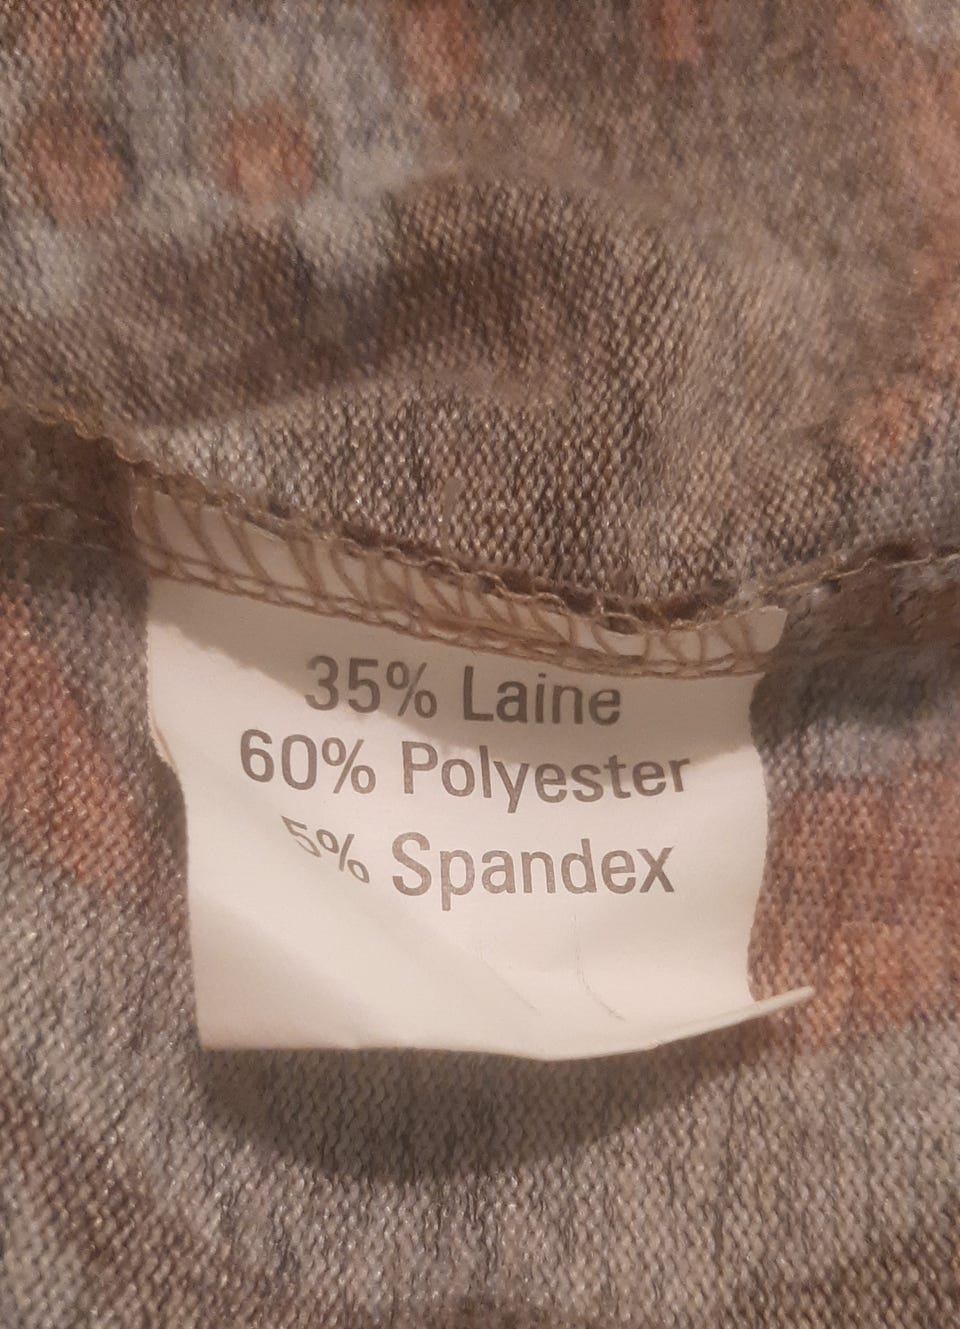 35% Laine
60% Polyester
5% Spandex